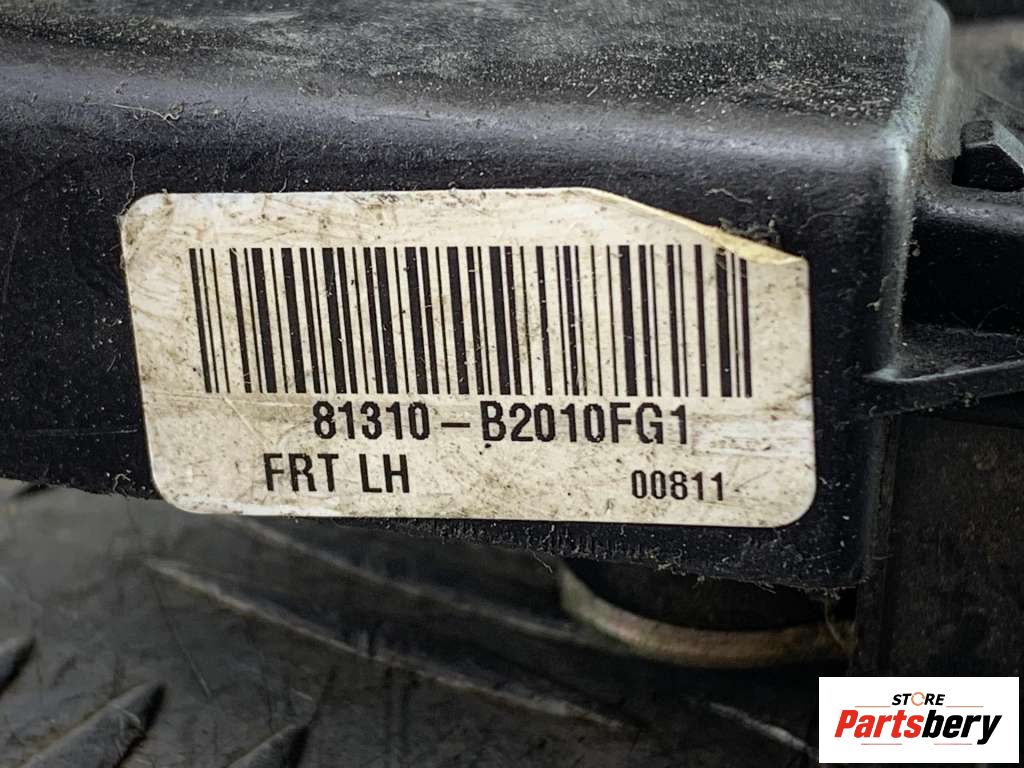 81310-B2010FG1
FRT LH 00811
STORE
Partsbery